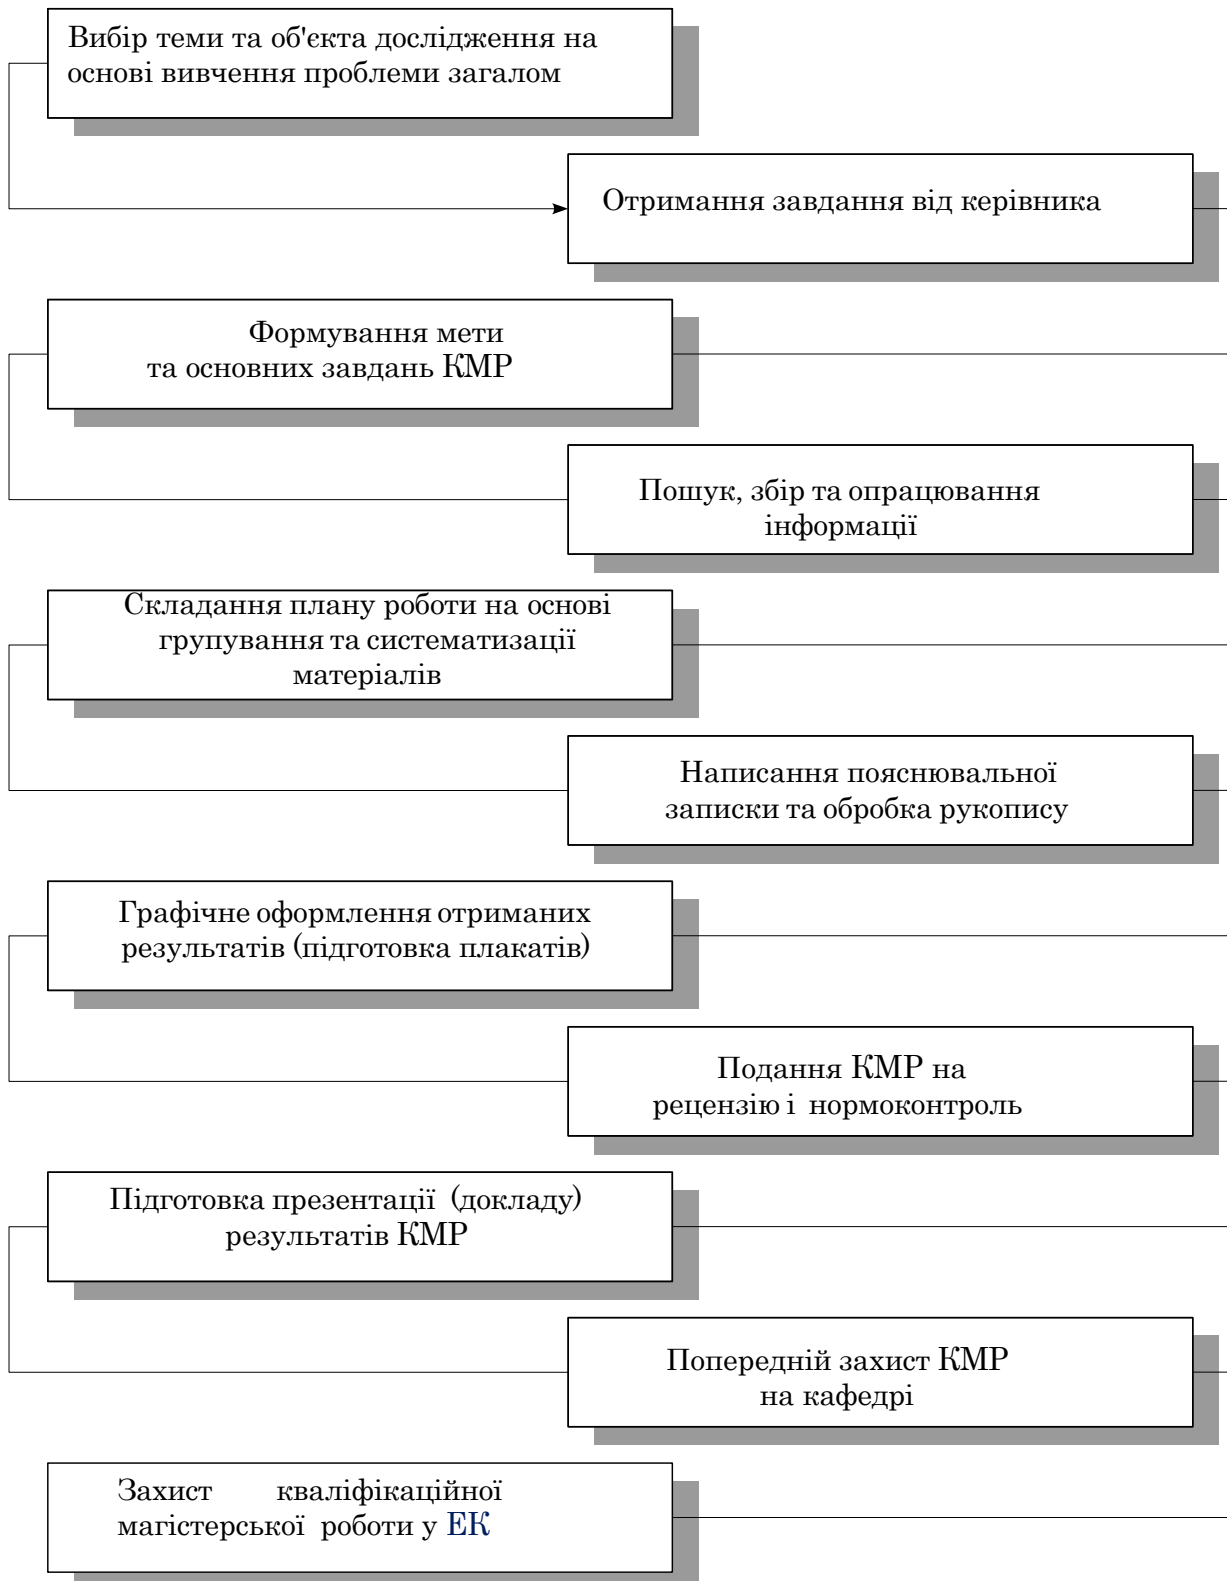 Вибір теми та об'єкта дослідження на
основі вивчення проблеми загалом
Отримання завдання від керівника
Формування мети
та основних завдань КМР
Пошук, збір та опрацювання
інформації
Складання плану роботи на основі
групування та систематизації
матеріалів
Написання пояснювальної
записки та обробка рукопису
Графічне оформлення отриманих
результатів (підготовка плакатів)
Подання КМР на
рецензію і нормоконтроль
Підготовка презентації (докладу)
результатів КМР
Попередній захист КМР
на кафедрі
Захист кваліфікаційної
магістерської роботи у ЕК